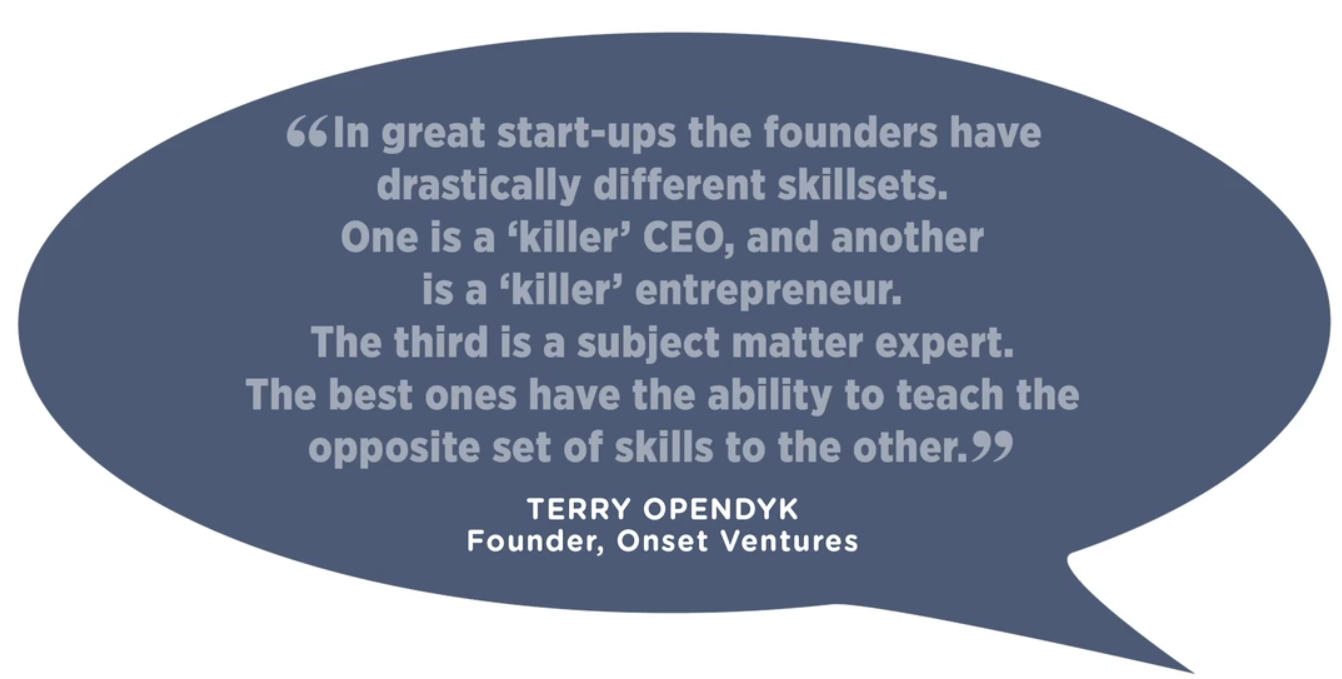 “In great start-ups the founders have
drastically different skillsets.
One is a ‘killer’ CEO, and another
is a ‘killer’ entrepreneur.
The third is a subject matter expert.
The best ones have the ability to teach the
opposite set of skills to the other.”
TERRY OPENDYK
Founder, Onset Ventures